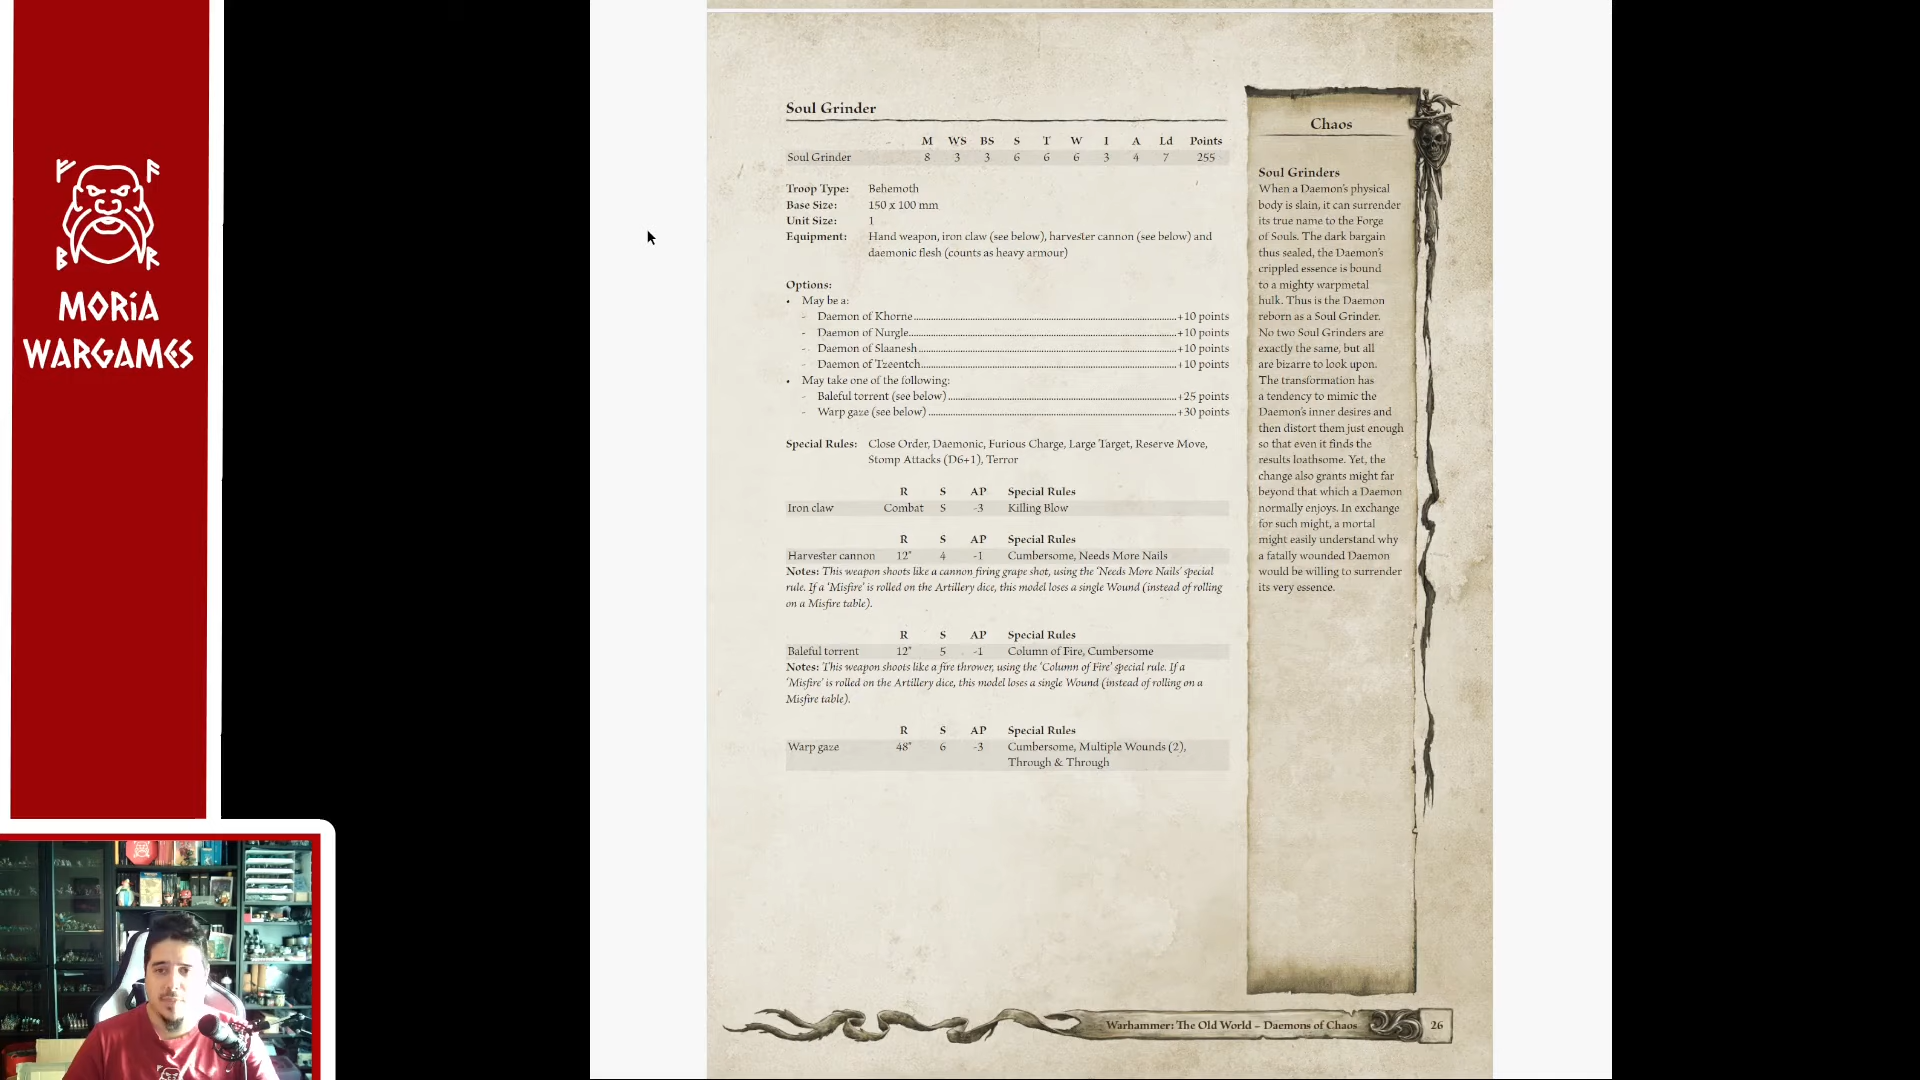 MORiA
WARGAMES
Soul Grinder
M WS BS S T W I A Ld Points
Soul Grinder 8 3 3 6 6 6 3 4 7 255
Troop Type: Behemoth
Base Size: 150 x 100 mm
Unit Size: 1
Equipment: Hand weapon, iron claw (see below), harvester cannon (see below) and
daemonic flesh (counts as heavy armour)
Options:
• May be a:
- Daemon of Khorne +10 points
- Daemon of Nurgle +10 points
- Daemon of Slaanesh +10 points
- Daemon of Tzeentch +10 points
• May take one of the following:
- Baleful torrent (see below) +25 points
- Warp gaze (see below) +30 points
Special Rules: Close Order, Daemonic, Furious Charge, Large Target, Reserve Move,
Stomp Attacks (D6+1), Terror
R S AP Special Rules
Iron claw Combat S -3 Killing Blow
R S AP Special Rules
Harvester cannon 12" 4 -1 Cumbersome, Needs More Nails
Notes: This weapon shoots like a cannon firing grape shot, using the 'Needs More Nails' special
rule. If a 'Misfire' is rolled on the Artillery dice, this model loses a single Wound (instead of rolling
on a Misfire table).
R S AP Special Rules
Baleful torrent 12" 5 -1 Column of Fire, Cumbersome
Notes: This weapon shoots like a fire thrower, using the 'Column of Fire' special rule. If a
'Misfire' is rolled on the Artillery dice, this model loses a single Wound (instead of rolling on a
Misfire table).
R S AP Special Rules
Warp gaze 48" 6 -3 Cumbersome, Multiple Wounds (2),
Through & Through
Chaos
Soul Grinders
When a Daemon's physical
body is slain, it can surrender
its true name to the Forge
of Souls. The dark bargain
thus sealed, the Daemon's
crippled essence is bound
to a mighty warpmetal
hulk. Thus is the Daemon
reborn as a Soul Grinder.
No two Soul Grinders are
exactly the same, but all
are bizarre to look upon.
The transformation has
a tendency to mimic the
Daemon's inner desires and
then distort them just enough
so that even it finds the
results loathsome. Yet, the
change also grants might far
beyond that which a Daemon
normally enjoys. In exchange
for such might, a mortal
might easily understand why
a fatally wounded Daemon
would be willing to surrender
its very essence.
Warhammer: The Old World – Daemons of Chaos 26